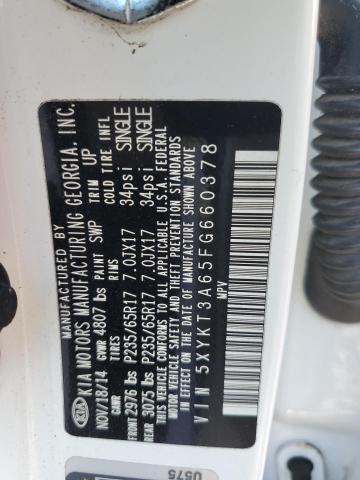 MANUFACTURED BY
KIA KIA MOTORS MANUFACTURING GEORGIA, INC.
NOV/18/14 GVWR 4807 lbs PAINT SWP TRIM UP
GAWR TIRES RIMS COLD TIRE INFL
FRONT 2976 lbs P235/65R17 7.0JX17 34psi SINGLE
REAR 3075 lbs P235/65R17 7.0JX17 34psi SINGLE
THIS VEHICLE CONFORMS TO ALL APPLICABLE U.S.A. FEDERAL
MOTOR VEHICLE SAFETY AND THEFT PREVENTION STANDARDS
IN EFFECT ON THE DATE OF MANUFACTURE SHOWN ABOVE.
VIN 5XYKT3A65FG660378
MPV
U575